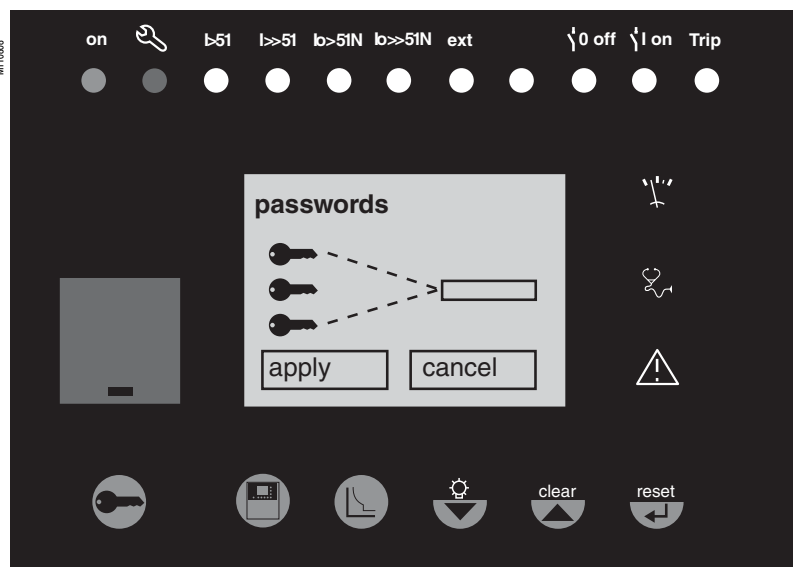 on I>51 I>>51 Io>51N Io>>51N ext 0 off I on Trip
passwords
apply cancel
clear reset